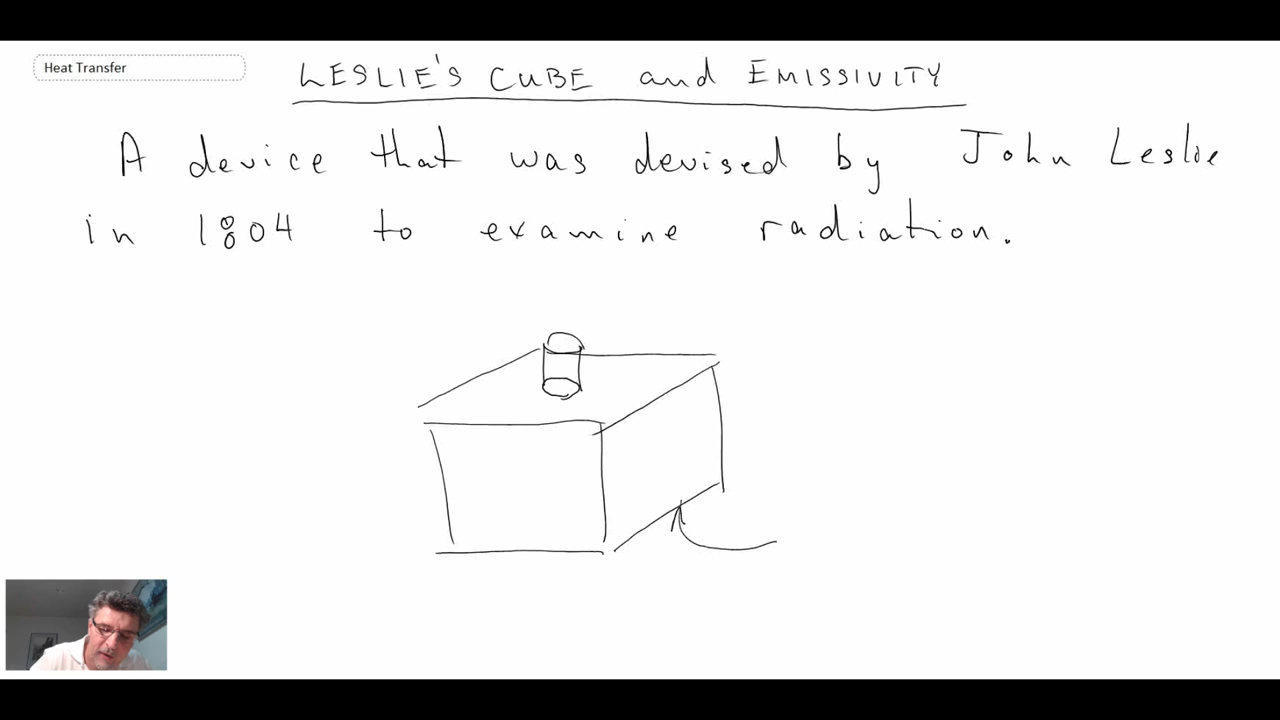 Heat Transfer
LESLIE'S CUBE and EMISSIVITY
A device that was devised by John Leslie
in 1804 to examine radiation.